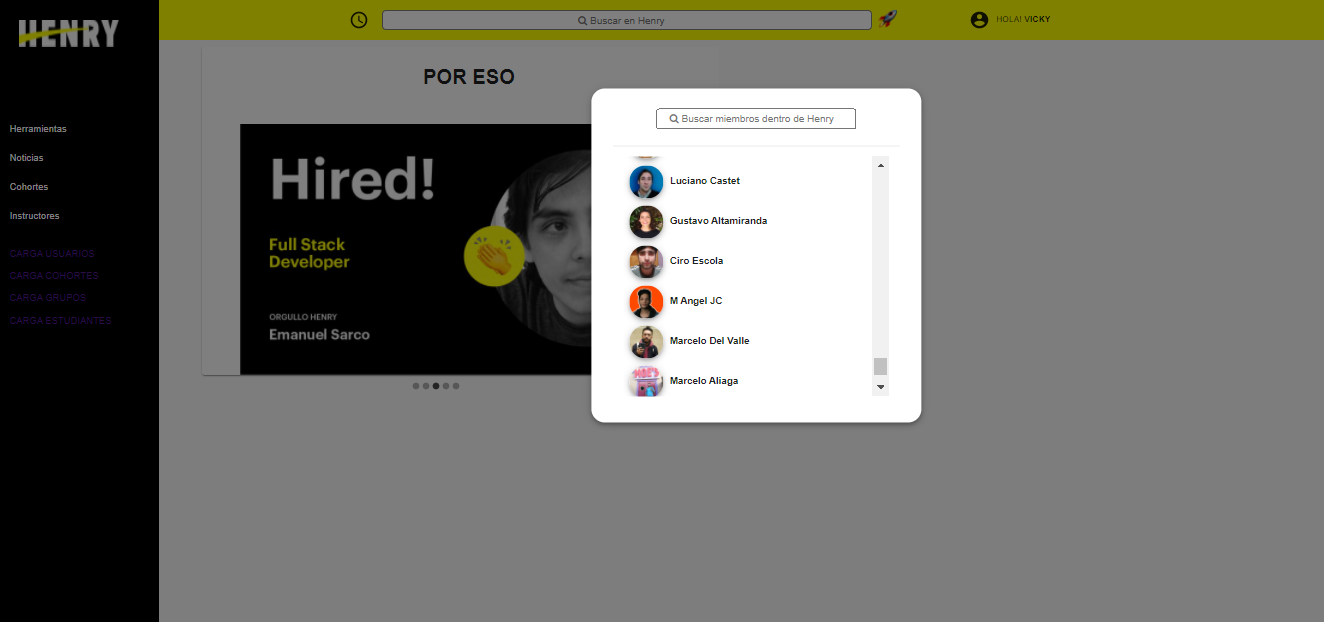 HENRY
Buscar en Henry
HOLA! VICKY
Herramientas
Noticias
Cohortes
Instructores
CARGA USUARIOS
CARGA COHORTES
CARGA GRUPOS
CARGA ESTUDIANTES
POR ESO
Hired!
Full Stack
Developer
ORGULLO HENRY
Emanuel Sarco
Buscar miembros dentro de Henry
Luciano Castet
Gustavo Altamiranda
Ciro Escola
M Angel JC
Marcelo Del Valle
Marcelo Aliaga